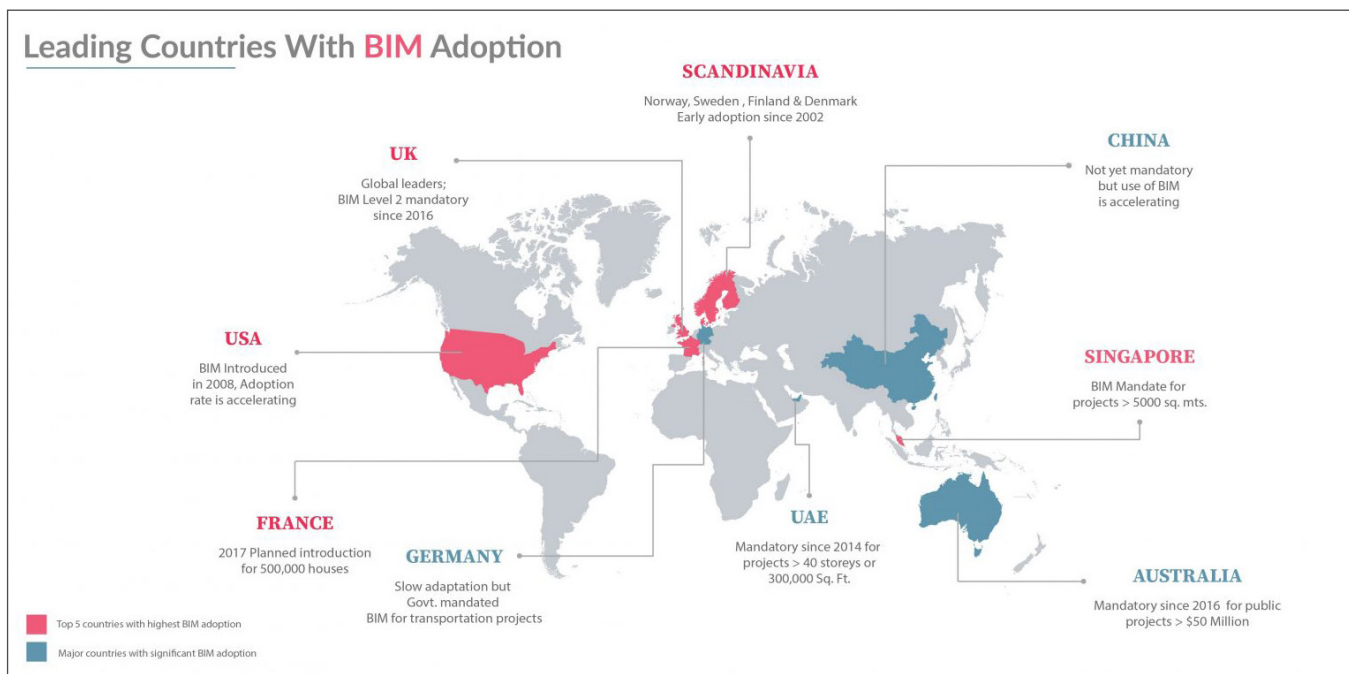 Leading Countries With BIM Adoption
SCANDINAVIA
Norway, Sweden , Finland & Denmark
Early adoption since 2002
UK
Global leaders;
BIM Level 2 mandatory
since 2016
CHINA
Not yet mandatory
but use of BIM
is accelerating
USA
BIM Introduced
in 2008, Adoption
rate is accelerating
SINGAPORE
BIM Mandate for
projects > 5000 sq. mts.
FRANCE
2017 Planned introduction
for 500,000 houses
GERMANY
Slow adaptation but
Govt. mandated
BIM for transportation projects
UAE
Mandatory since 2014 for
projects > 40 storeys or
300,000 Sq. Ft.
AUSTRALIA
Mandatory since 2016 for public
projects > $50 Million
Top 5 countries with highest BIM adoption
Major countries with significant BIM adoption